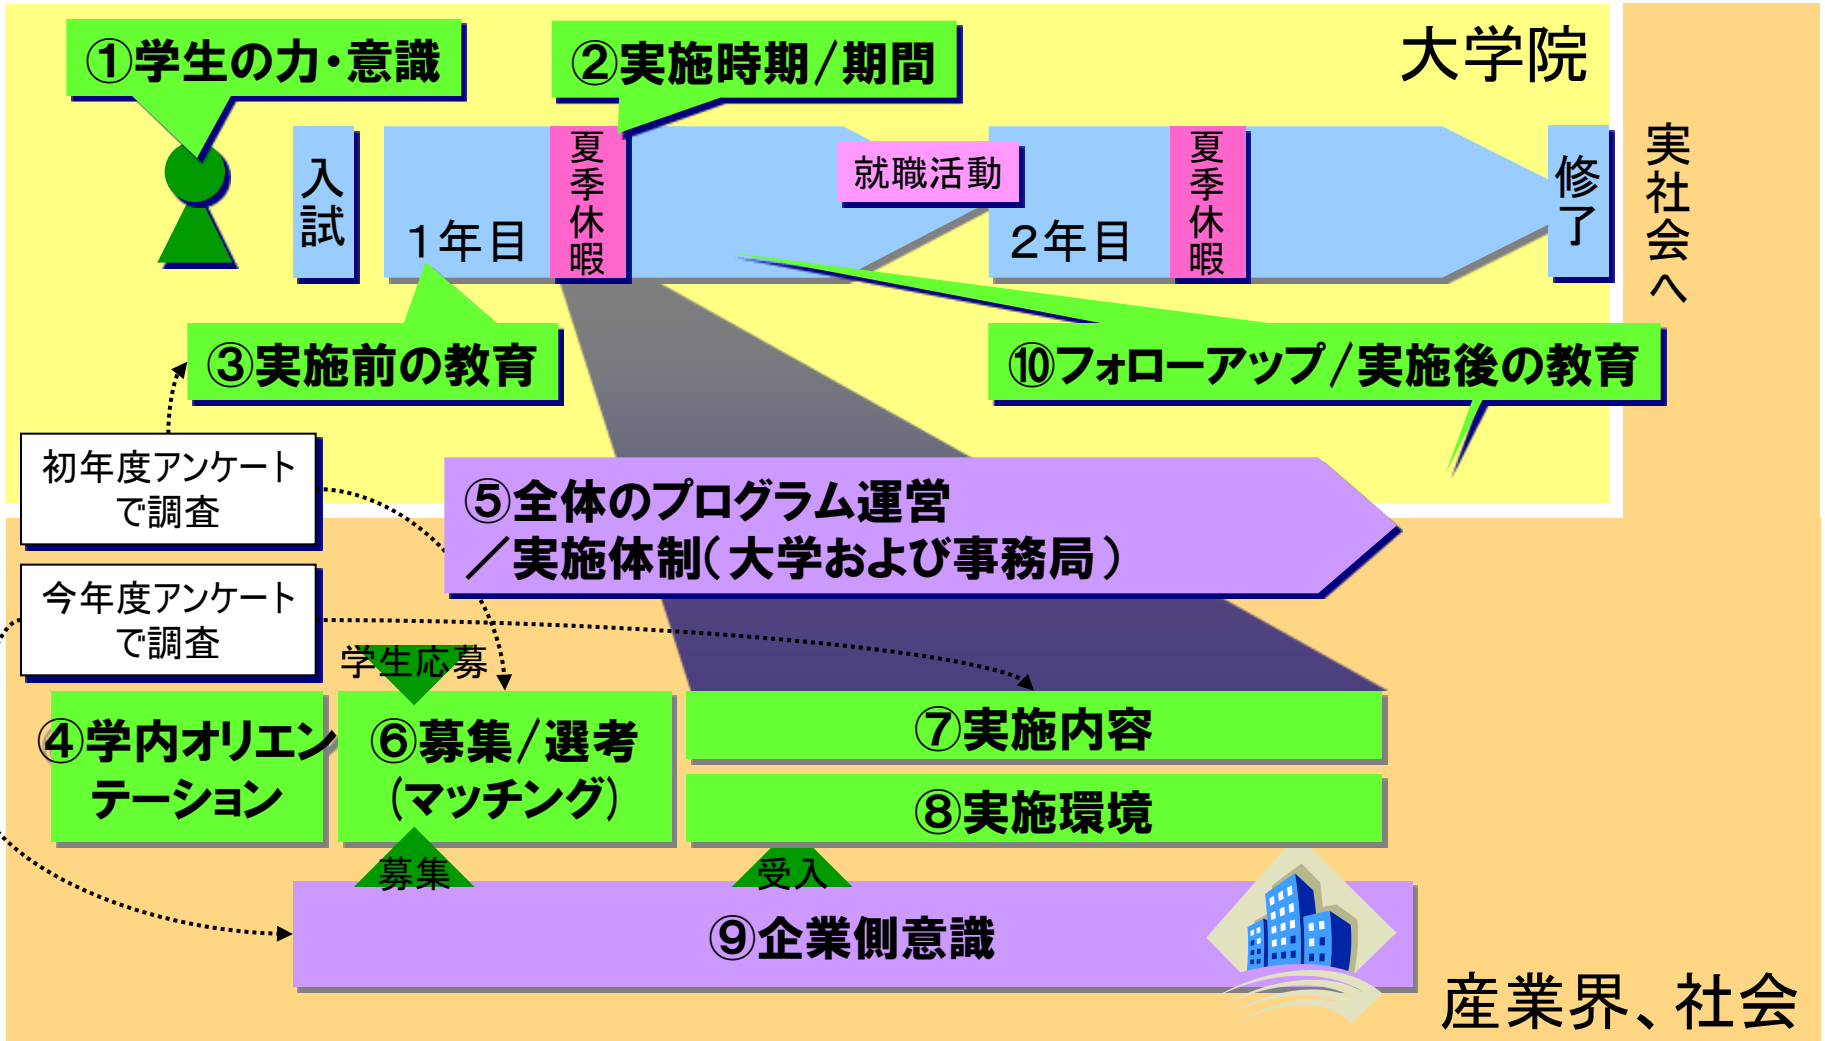 ①学生の力・意識
②実施時期/期間
大学院
入試
1年目
夏季休暇
就職活動
2年目
夏季休暇
修了
実社会へ
③実施前の教育
⑩フォローアップ/実施後の教育
初年度アンケート
で調査
⑤全体のプログラム運営
/実施体制(大学および事務局)
今年度アンケート
で調査
学生応募
④学内オリエン
テーション
⑥募集/選考
(マッチング)
⑦実施内容
⑧実施環境
募集
受入
⑨企業側意識
産業界、社会